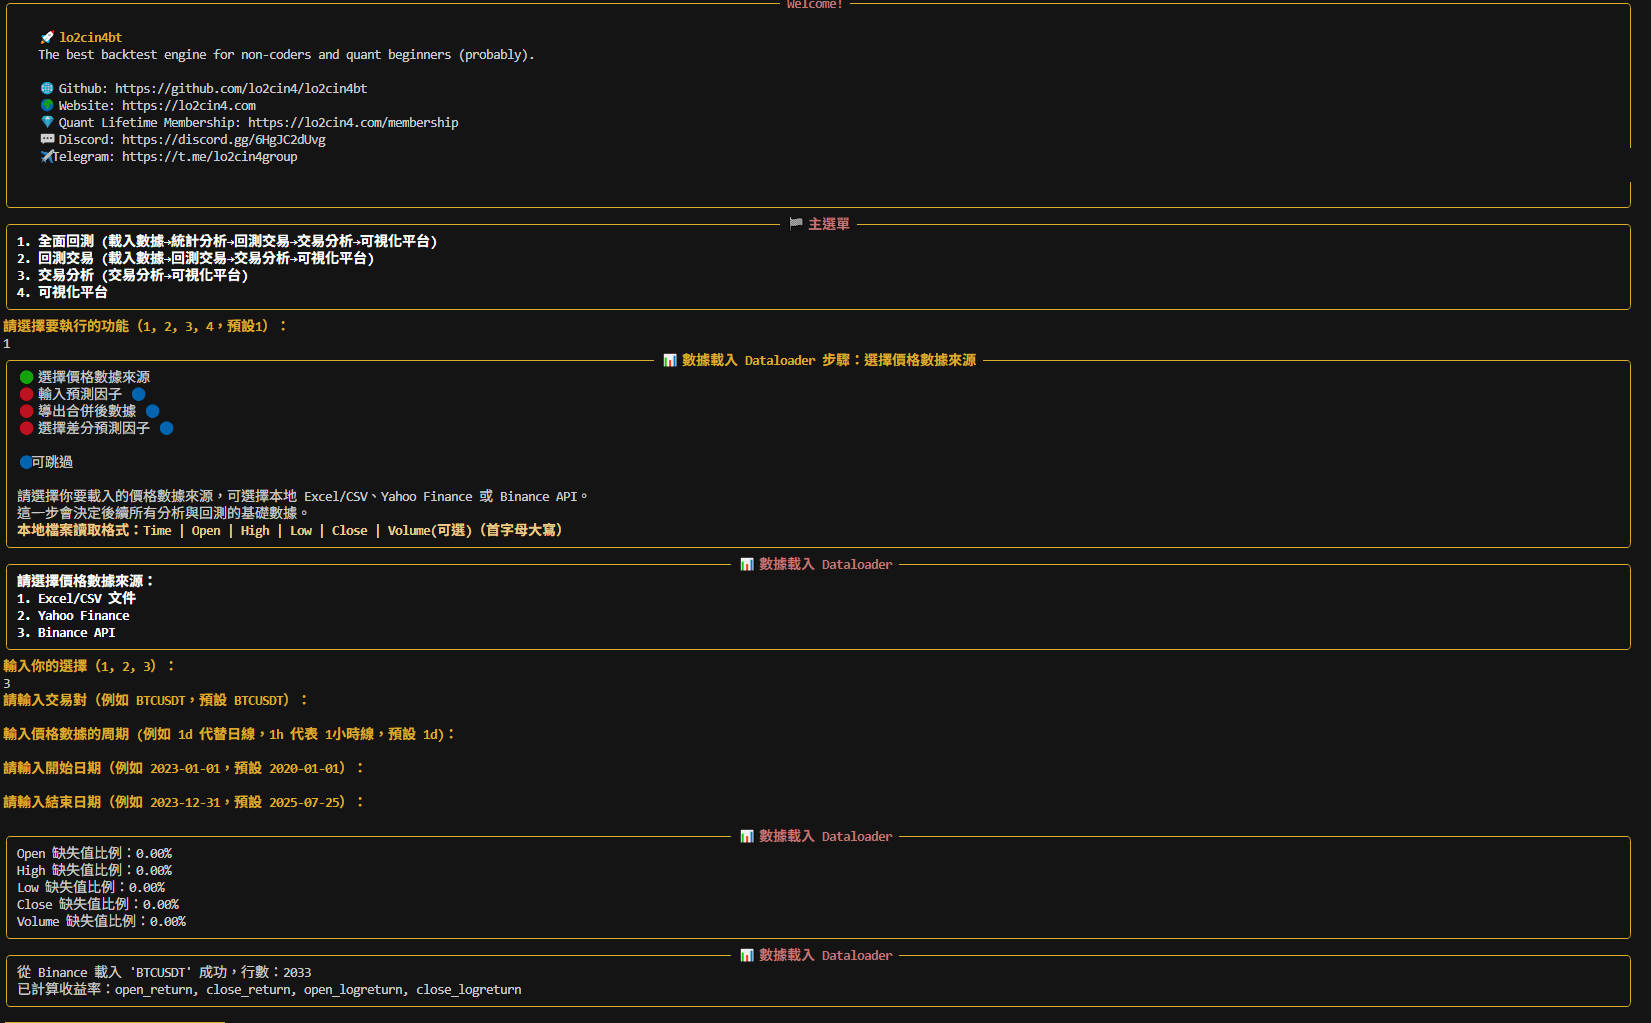 Welcome!
🚀 lo2cin4bt
The best backtest engine for non-coders and quant beginners (probably).
🌐 Github: https://github.com/lo2cin4/lo2cin4bt
🌍 Website: https://lo2cin4.com
💎 Quant Lifetime Membership: https://lo2cin4.com/membership
💬 Discord: https://discord.gg/6HgJC2dUvg
✈️Telegram: https://t.me/lo2cin4group
🏴 主選單
1. 全面回測 (載入數據→統計分析→回測交易→交易分析→可視化平台)
2. 回測交易 (載入數據→回測交易→交易分析→可視化平台)
3. 交易分析 (交易分析→可視化平台)
4. 可視化平台
請選擇要執行的功能（1, 2, 3, 4，預設1）：
1
📊 數據載入 Dataloader 步驟：選擇價格數據來源
🟢 選擇價格數據來源
🔴 輸入預測因子 🔵
🔴 導出合併後數據 🔵
🔴 選擇差分預測因子 🔵
🔵可跳過
請選擇你要載入的價格數據來源，可選擇本地 Excel/CSV、Yahoo Finance 或 Binance API。
這一步會決定後續所有分析與回測的基礎數據。
本地檔案讀取格式：Time | Open | High | Low | Close | Volume(可選)（首字母大寫）
📊 數據載入 Dataloader
請選擇價格數據來源：
1. Excel/CSV 文件
2. Yahoo Finance
3. Binance API
輸入你的選擇（1, 2, 3）：
3
請輸入交易對（例如 BTCUSDT，預設 BTCUSDT）：
輸入價格數據的周期 (例如 1d 代替日線，1h 代表 1小時線，預設 1d)：
請輸入開始日期（例如 2023-01-01，預設 2020-01-01）：
請輸入結束日期（例如 2023-12-31，預設 2025-07-25）：
📊 數據載入 Dataloader
Open 缺失值比例：0.00%
High 缺失值比例：0.00%
Low 缺失值比例：0.00%
Close 缺失值比例：0.00%
Volume 缺失值比例：0.00%
📊 數據載入 Dataloader
從 Binance 載入 'BTCUSDT' 成功，行數：2033
已計算收益率：open_return, close_return, open_logreturn, close_logreturn